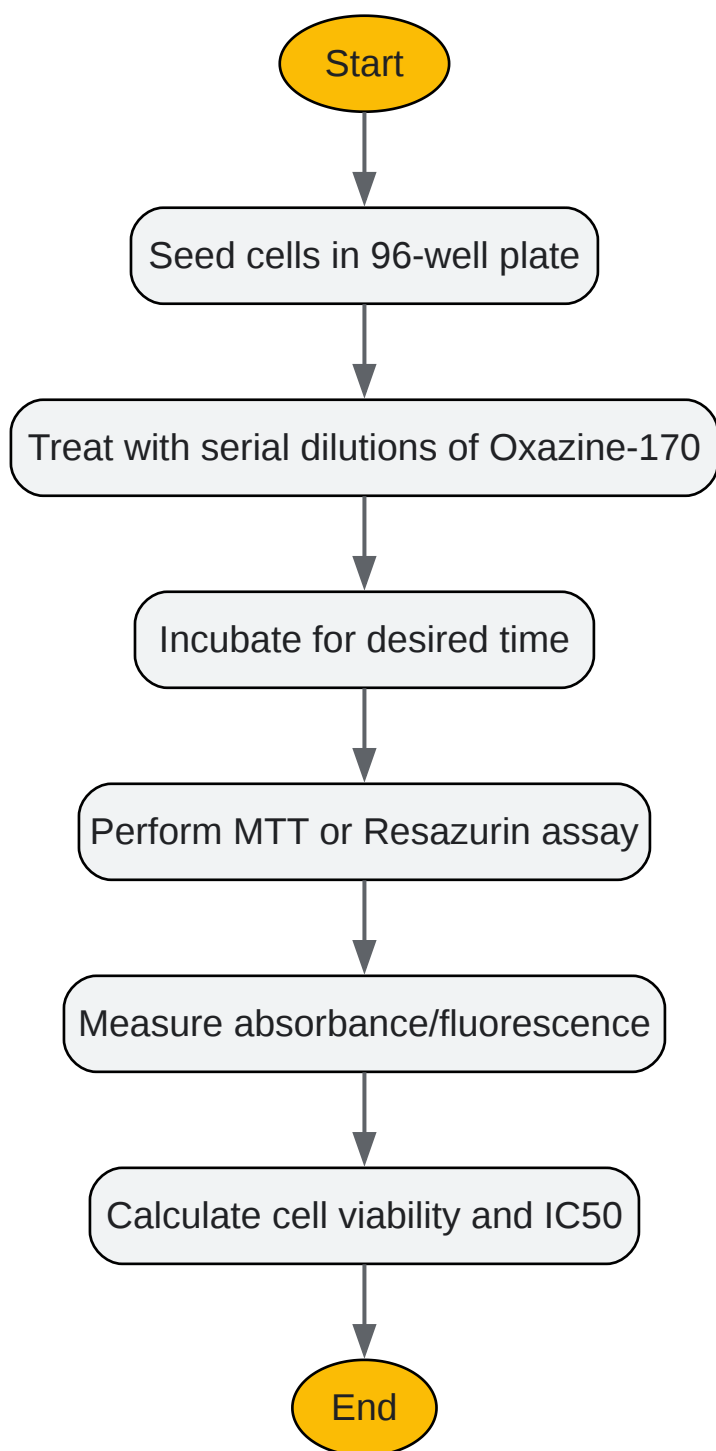 Start
Seed cells in 96-well plate
Treat with serial dilutions of Oxazine-170
Incubate for desired time
Perform MTT or Resazurin assay
Measure absorbance/fluorescence
Calculate cell viability and IC50
End